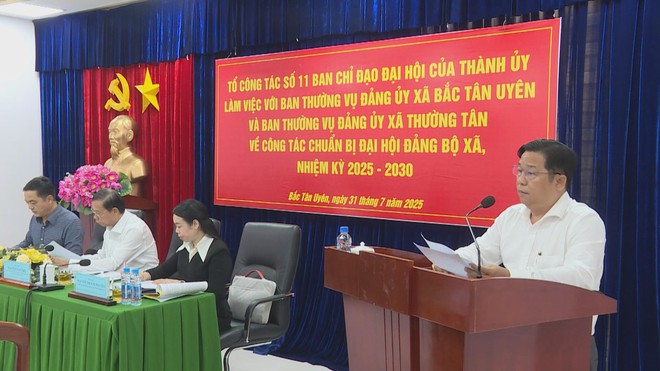 TỔ CÔNG TÁC SỐ 11 BAN CHỈ ĐẠO ĐẠI HỘI CỦA THÀNH ỦY
LÀM VIỆC VỚI BAN THƯỜNG VỤ ĐẢNG ỦY XÃ BẮC TÂN UYÊN
VÀ BAN THƯỜNG VỤ ĐẢNG ỦY XÃ THƯỜNG TÂN
VỀ CÔNG TÁC CHUẨN BỊ ĐẠI HỘI ĐẢNG BỘ XÃ,
NHIỆM KỲ 2025 - 2030
Bắc Tân Uyên, ngày 31 tháng 7 năm 2025